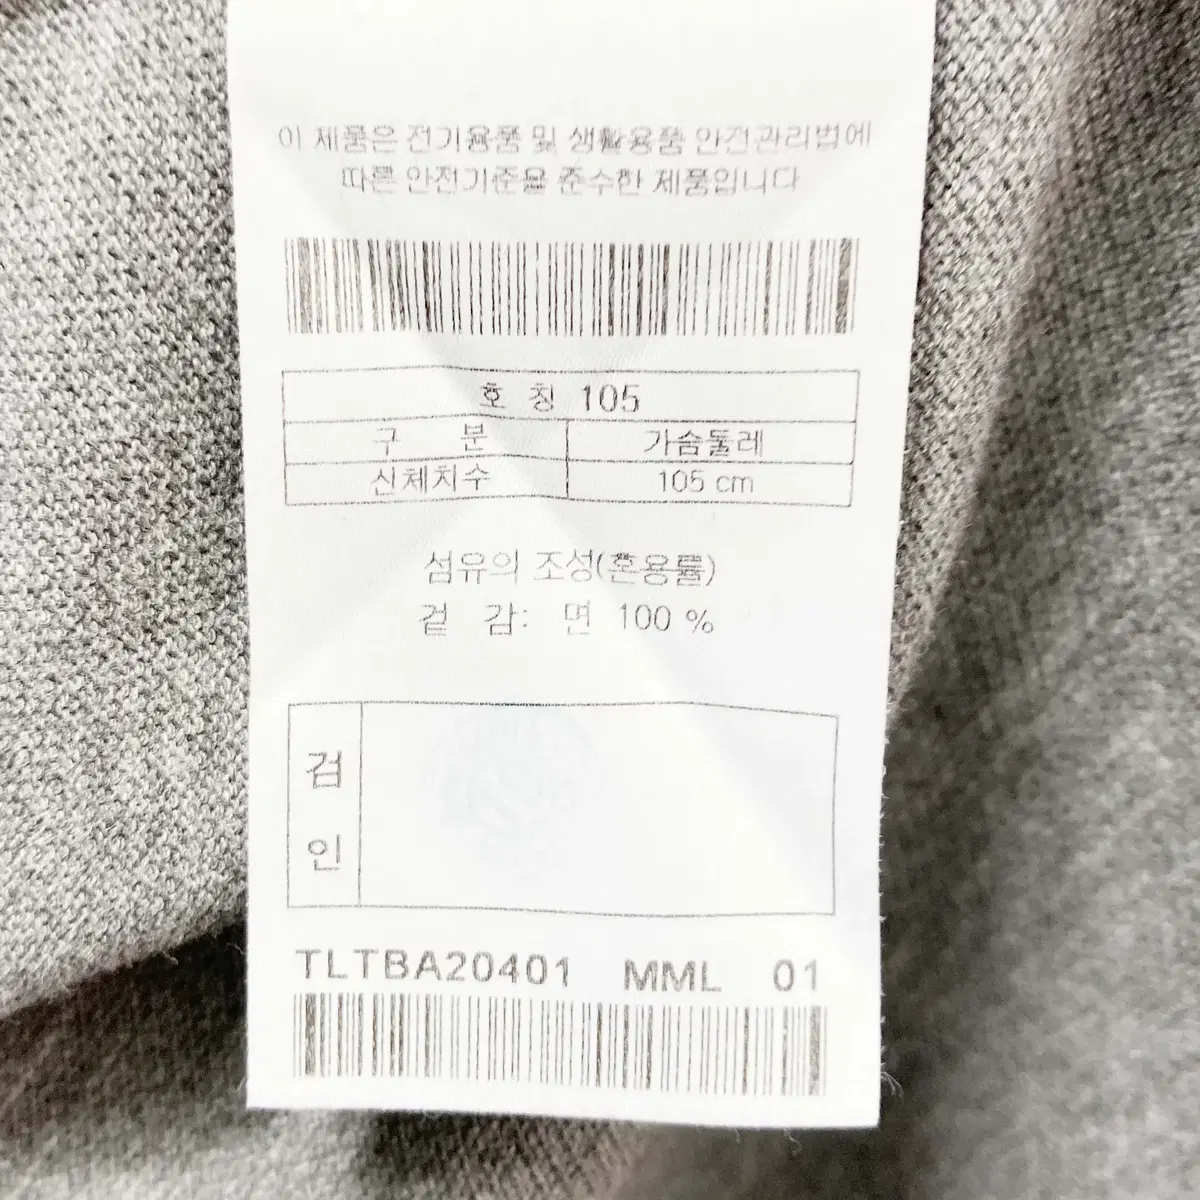 이 제품은 전기용품 및 생활용품 안전관리법에
따른 안전기준을 준수한 제품입니다
호 칭 105
구 분 가슴둘레
신체치수 105 cm
섬유의 조성(혼용률)
겉 감: 면 100 %
검
인
TLTBA20401 MML 01